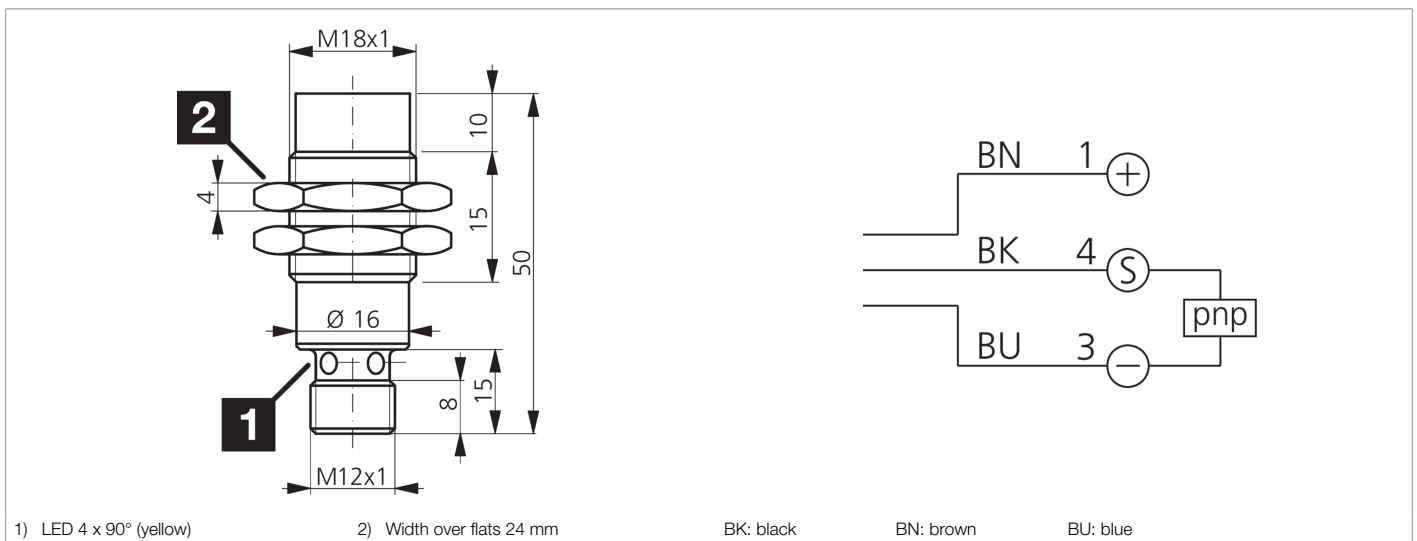 M18x1
2
10
4
15
50
Ø 16
1
8
15
M12x1
BN 1
+
BK 4
S
pnp
BU 3
−
1) LED 4 x 90° (yellow) 2) Width over flats 24 mm BK: black BN: brown BU: blue